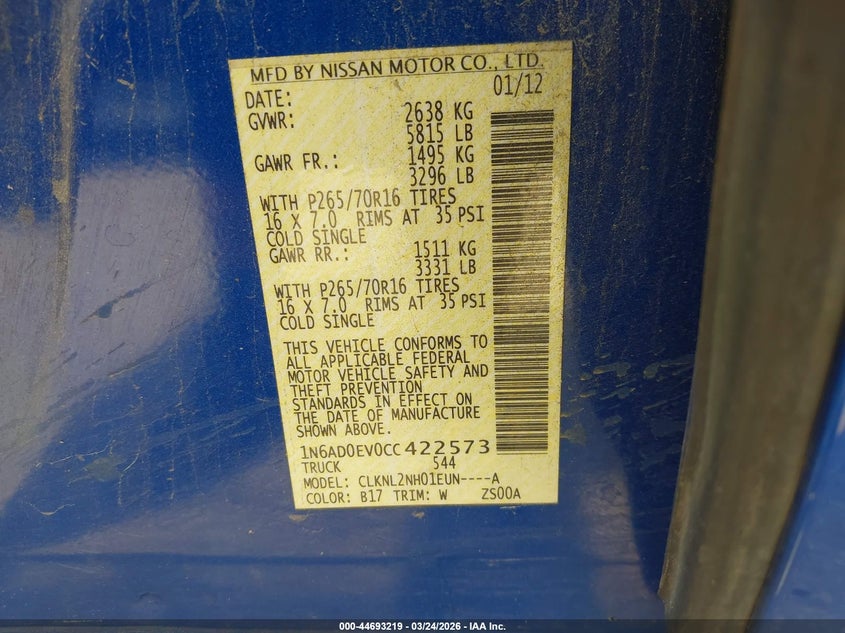 MFD BY NISSAN MOTOR CO., LTD.
DATE: 01/12
GVWR: 2638 KG
5815 LB
GAWR FR.: 1495 KG
3296 LB
WITH P265/70R16 TIRES
16 X 7.0 RIMS AT 35 PSI
COLD SINGLE
GAWR RR.: 1511 KG
3331 LB
WITH P265/70R16 TIRES
16 X 7.0 RIMS AT 35 PSI
COLD SINGLE
THIS VEHICLE CONFORMS TO
ALL APPLICABLE FEDERAL
MOTOR VEHICLE SAFETY AND
THEFT PREVENTION
STANDARDS IN EFFECT ON
THE DATE OF MANUFACTURE
SHOWN ABOVE.
1N6AD0EV0CC422573
TRUCK 544
MODEL: CLKNL2NH01EUN----A
COLOR: B17 TRIM: W ZS00A
000-44693219 - 03/24/2026 - IAA Inc.